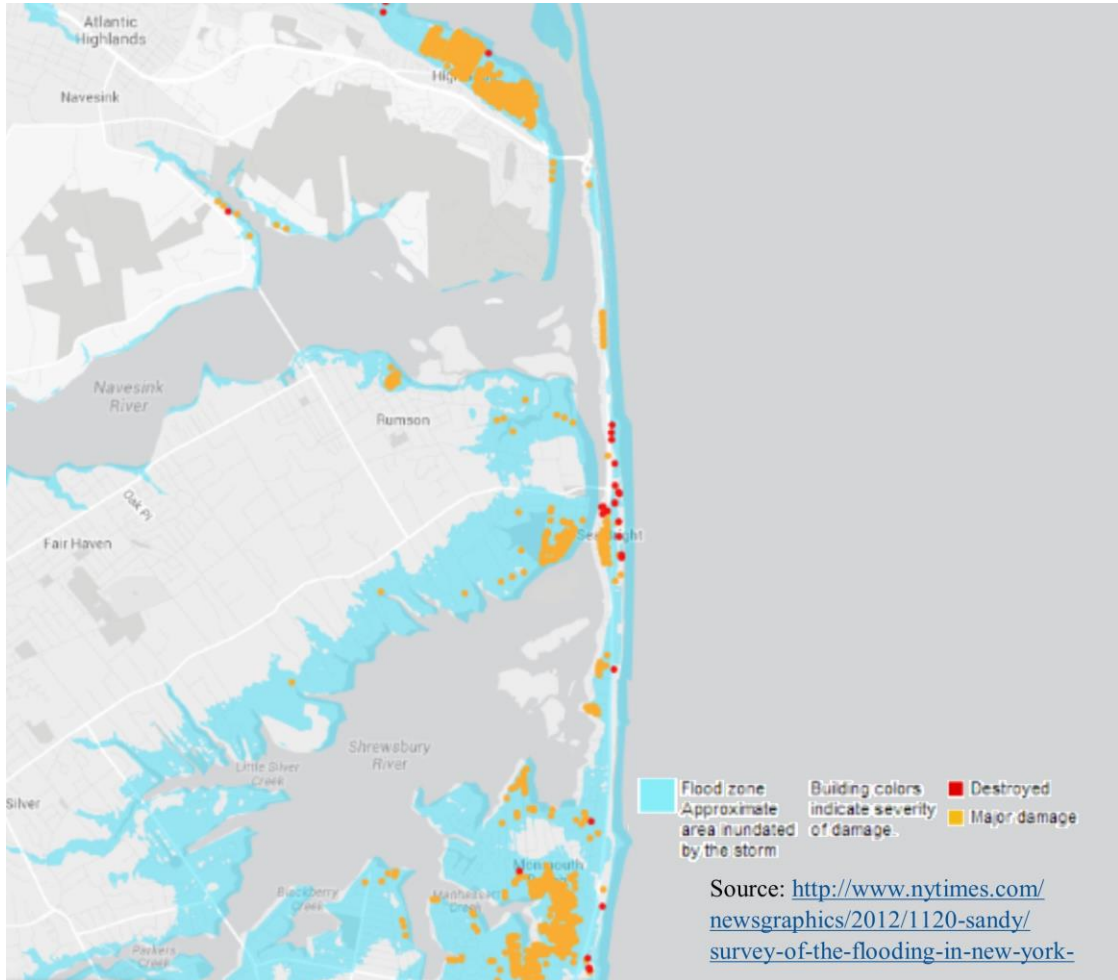 Atlantic
Highlands
Navesink
Navesink
River
Rumson
Oak Pl
Fair Haven
Shrewsbury
River
Little Silver
Creek
Silver
Blackberry
Creek
Creek
Parkers
Creek
Flood zone
Approximate
area inundated
by the storm
Building colors
indicate severity
of damage.
Destroyed
Major damage
Source: http://www.nytimes.com/
newsgraphics/2012/1120-sandy/
survey-of-the-flooding-in-new-york-